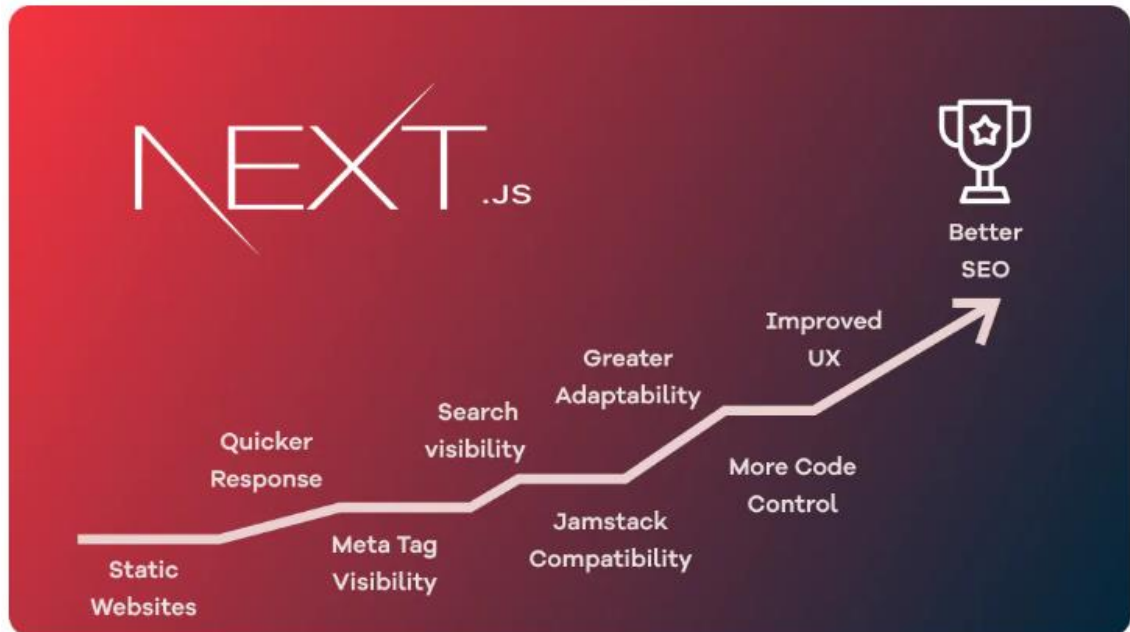 NEXT.JS
Better
SEO
Improved
UX
Greater
Adaptability
Search
visibility
Quicker
Response
More Code
Control
Jamstack
Compatibility
Meta Tag
Visibility
Static
Websites